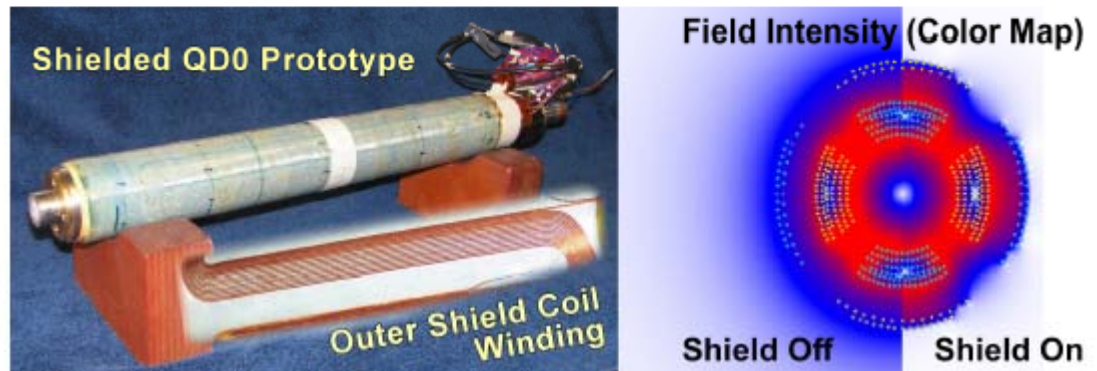 Shielded QD0 Prototype
Outer Shield Coil
Winding
Field Intensity (Color Map)
Shield Off
Shield On